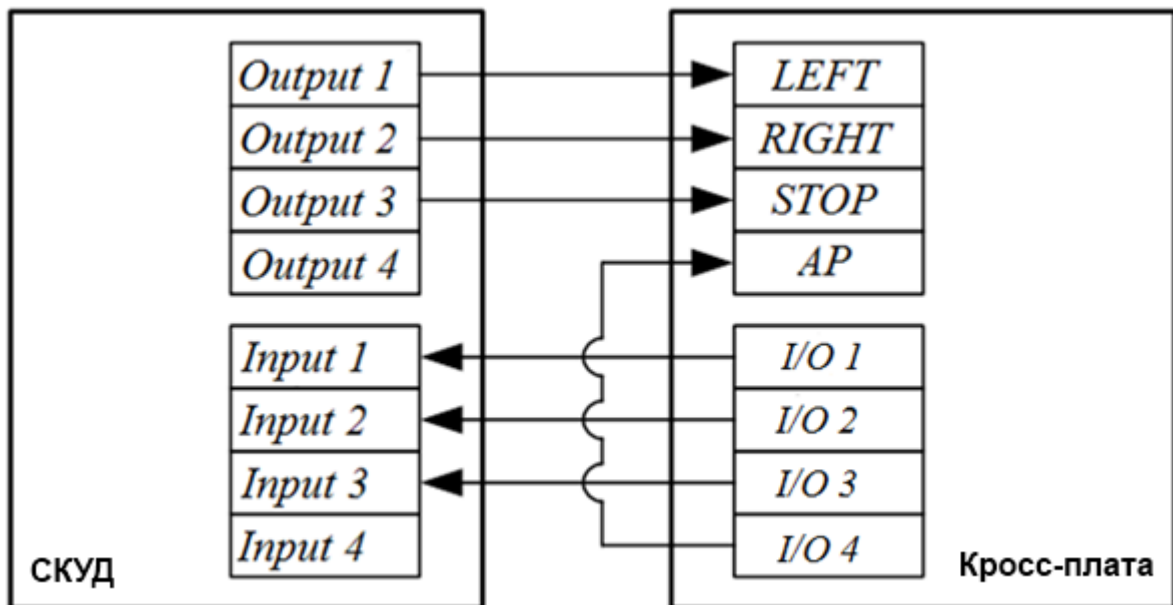 Output 1
Output 2
Output 3
Output 4
Input 1
Input 2
Input 3
Input 4
СКУД
LEFT
RIGHT
STOP
AP
I/O 1
I/O 2
I/O 3
I/O 4
Кросс-плата